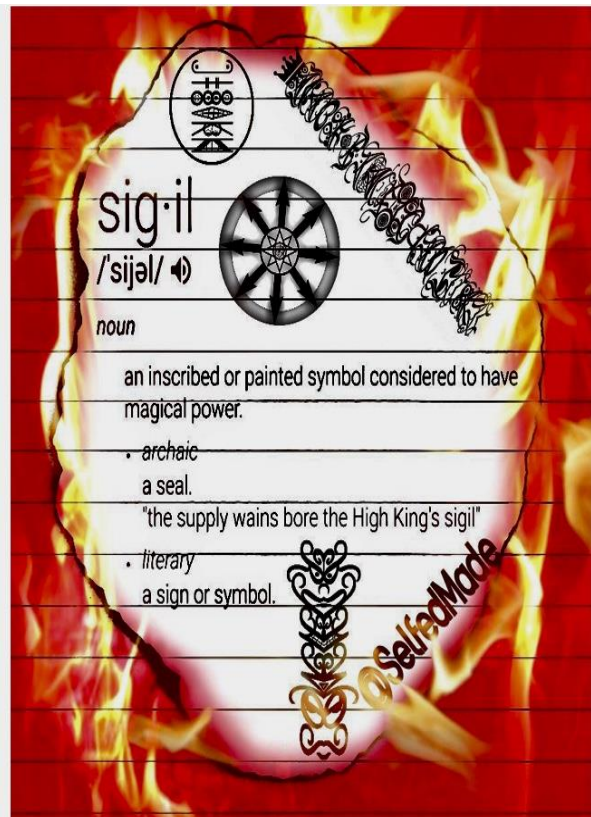 sig·il
/ˈsijəl/
noun
an inscribed or painted symbol considered to have
magical power.
• archaic
a seal.
"the supply wains bore the High King's sigil"
• literary
a sign or symbol.
@SelfiedMade